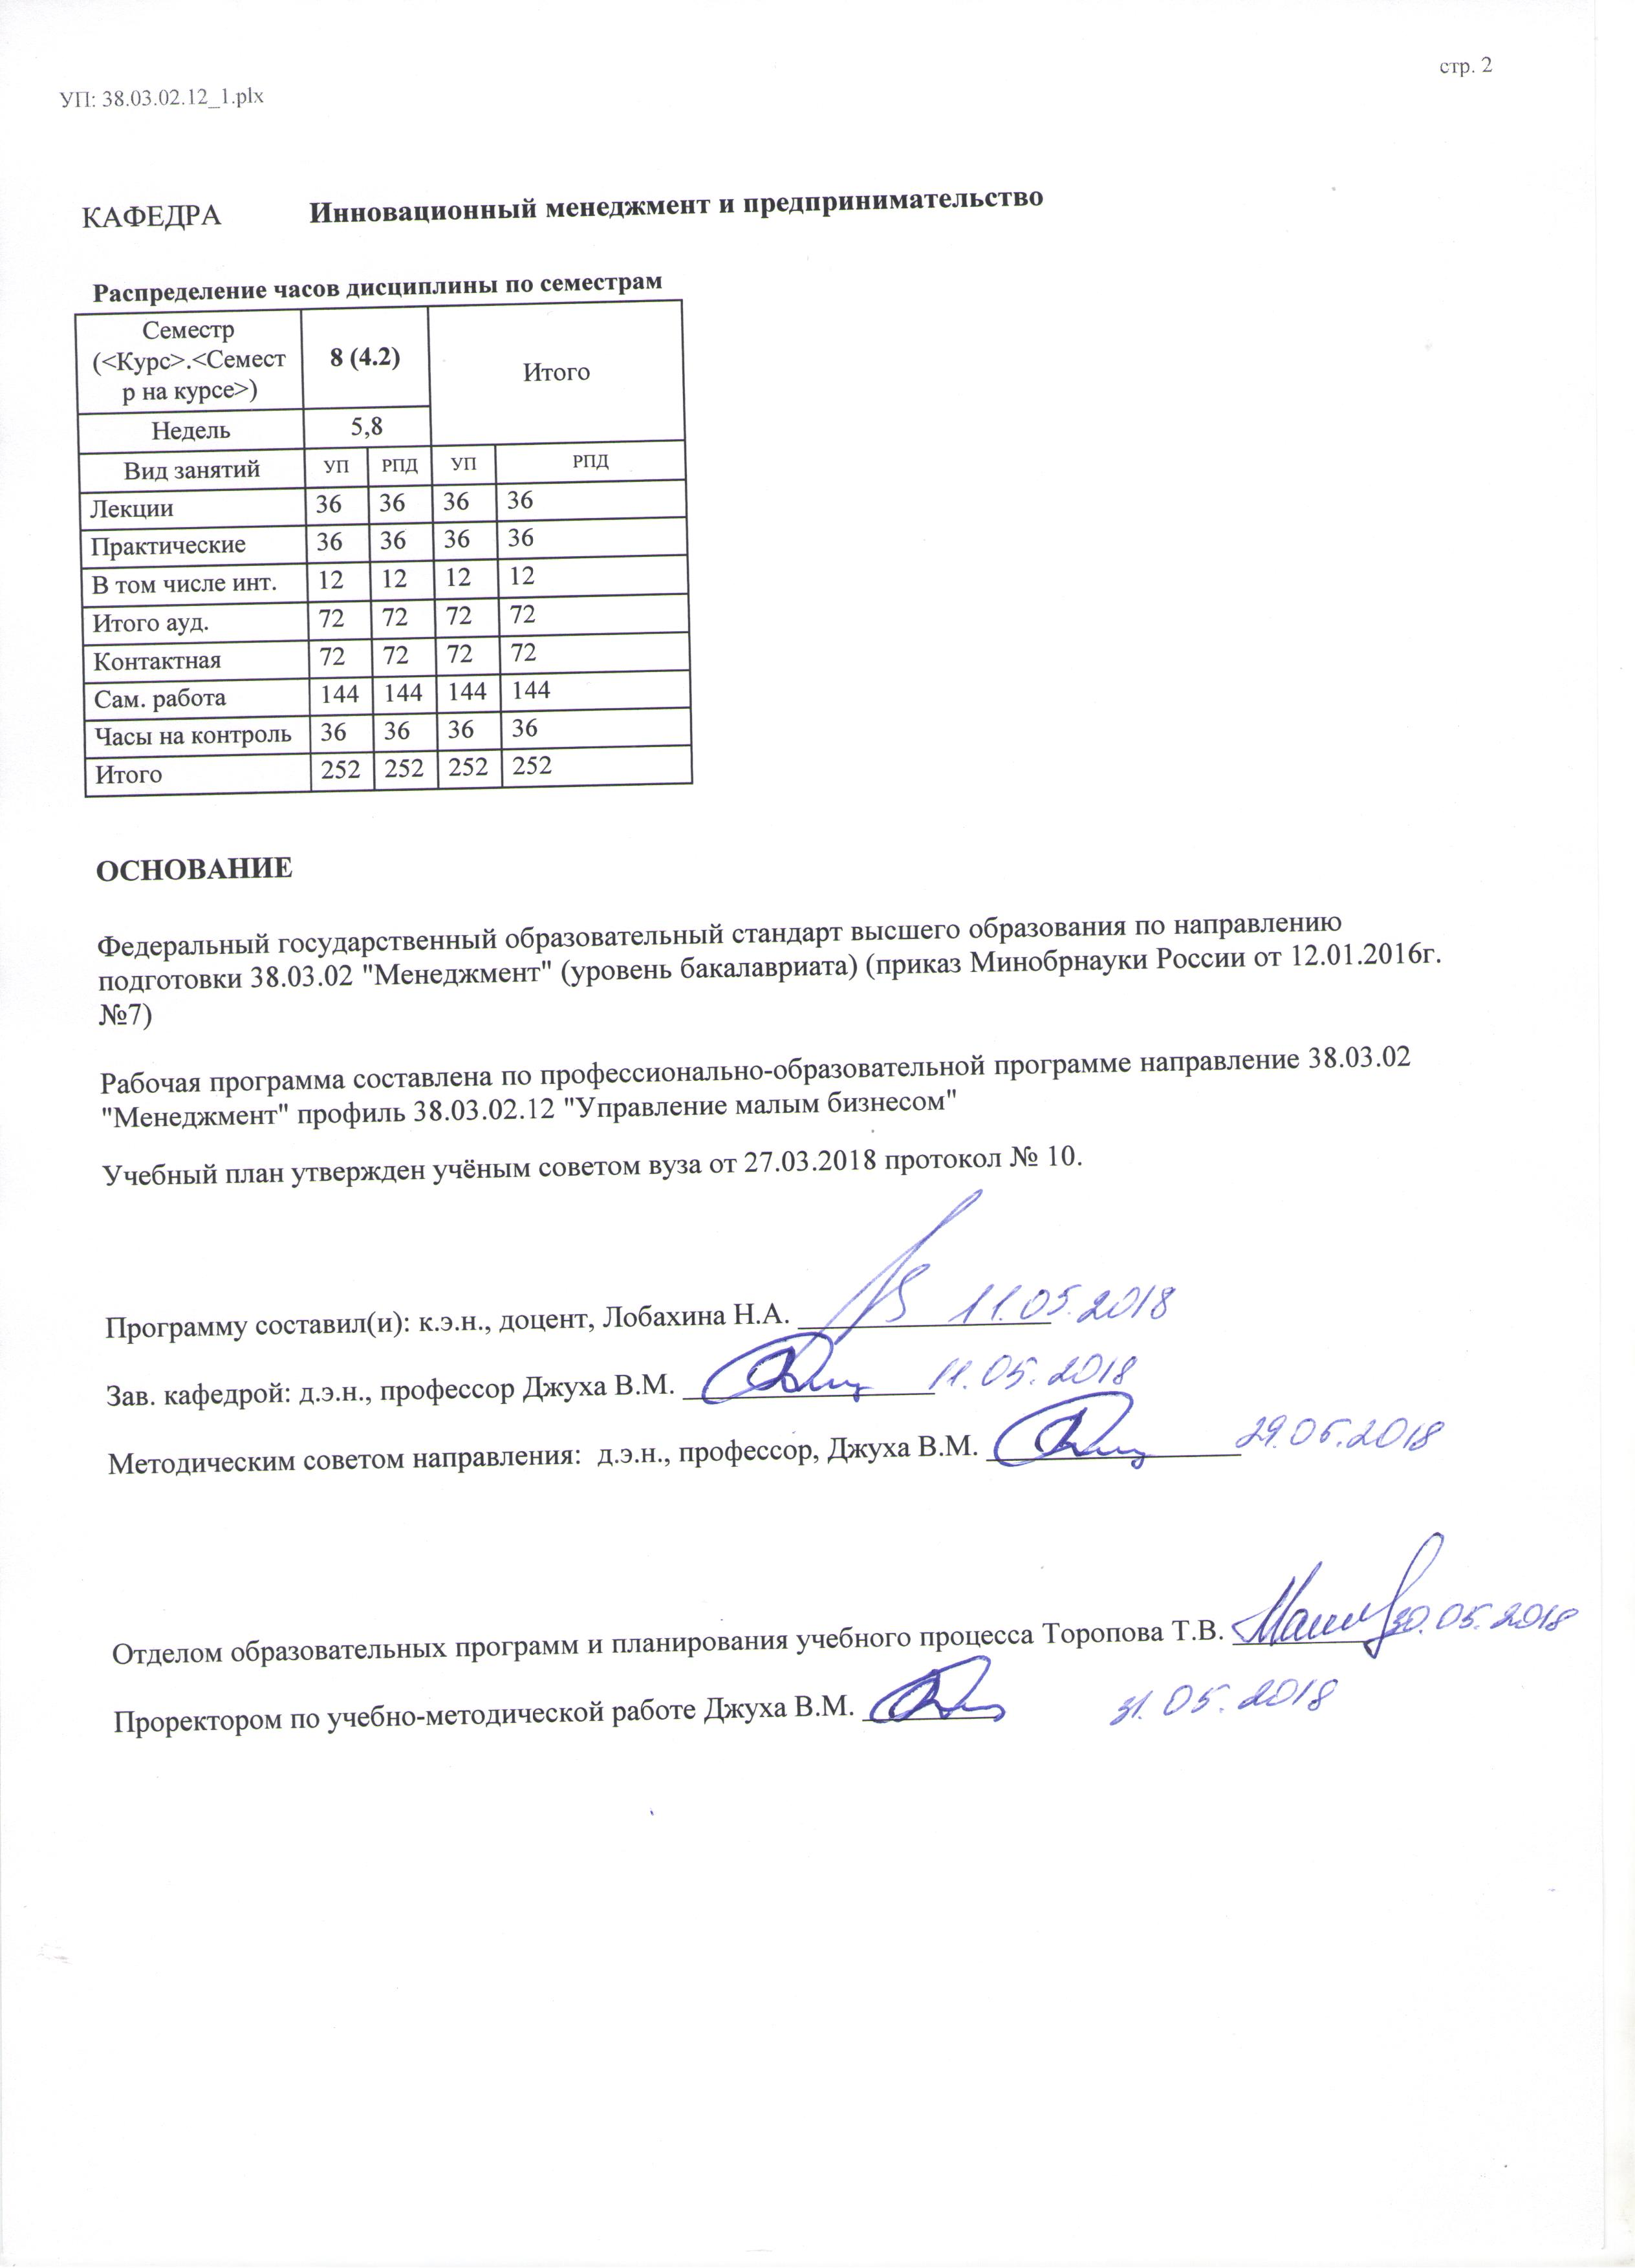 стр. 2
УП: 38.03.02.12_1.plx
КАФЕДРА Инновационный менеджмент и предпринимательство
Распределение часов дисциплины по семестрам
Семестр (<Курс>.<Семестр на курсе>) 8 (4.2) Итого
Недель 5,8
Вид занятий УП РПД УП РПД
Лекции 36 36 36 36
Практические 36 36 36 36
В том числе инт. 12 12 12 12
Итого ауд. 72 72 72 72
Контактная 72 72 72 72
Сам. работа 144 144 144 144
Часы на контроль 36 36 36 36
Итого 252 252 252 252
ОСНОВАНИЕ
Федеральный государственный образовательный стандарт высшего образования по направлению
подготовки 38.03.02 "Менеджмент" (уровень бакалавриата) (приказ Минобрнауки России от 12.01.2016г.
№7)
Рабочая программа составлена по профессионально-образовательной программе направление 38.03.02
"Менеджмент" профиль 38.03.02.12 "Управление малым бизнесом"
Учебный план утвержден учёным советом вуза от 27.03.2018 протокол № 10.
Программу составил(и): к.э.н., доцент, Лобахина Н.А. 11.05.2018
Зав. кафедрой: д.э.н., профессор Джуха В.М. 11.05.2018
Методическим советом направления: д.э.н., профессор, Джуха В.М. 29.05.2018
Отделом образовательных программ и планирования учебного процесса Торопова Т.В. 30.05.2018
Проректором по учебно-методической работе Джуха В.М. 31.05.2018